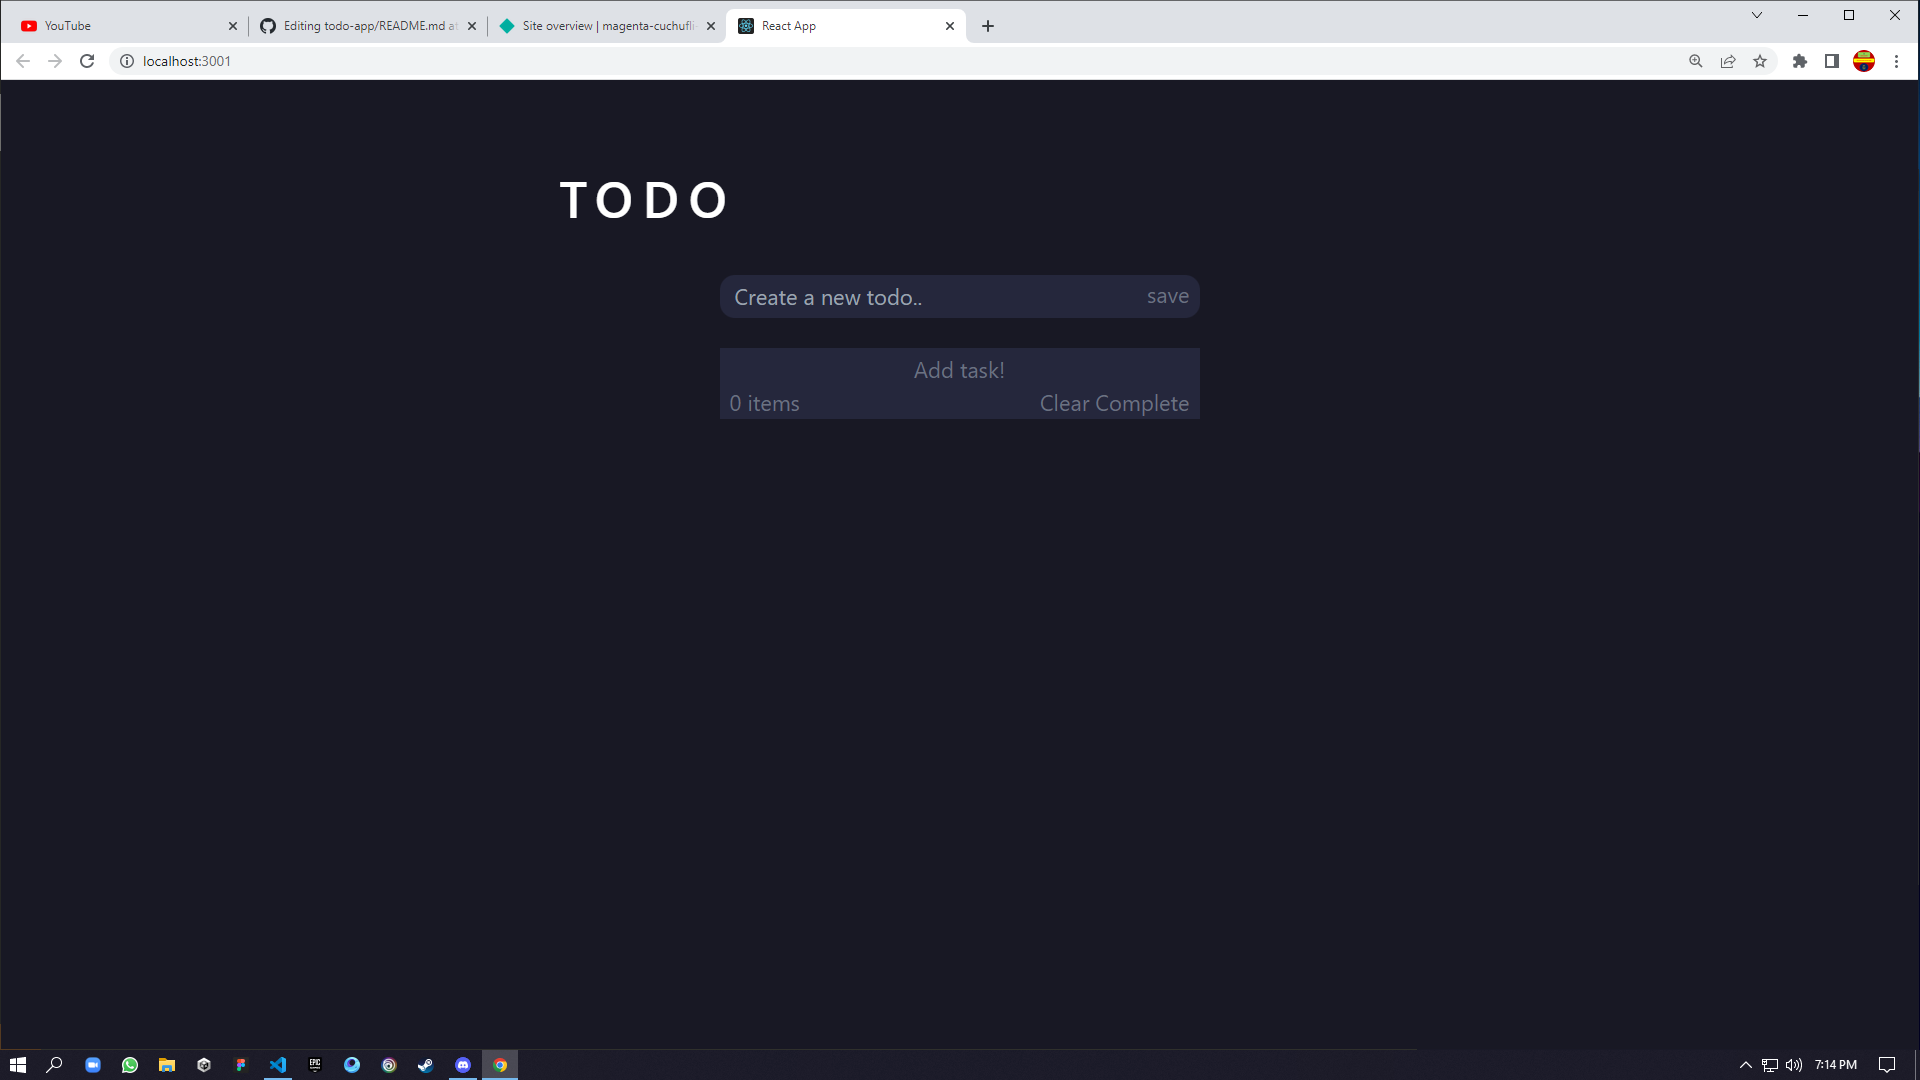 YouTube
Editing todo-app/README.md at
Site overview | magenta-cuchufli-
React App
localhost:3001
TODO
Create a new todo..
save
Add task!
0 items
Clear Complete
EPIC
7:14 PM